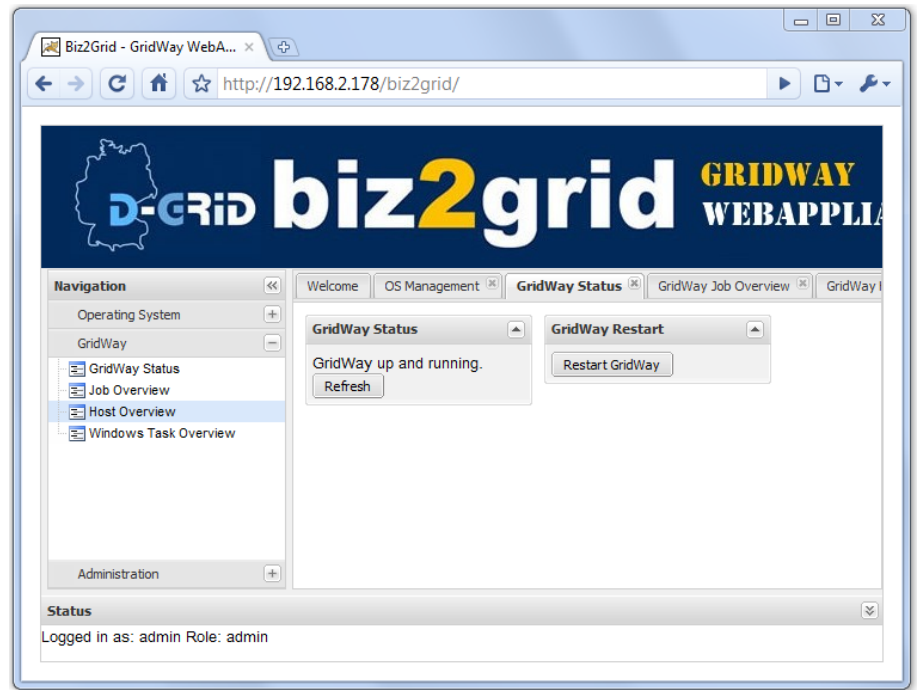 Biz2Grid - GridWay WebA...
http://192.168.2.178/biz2grid/
D-GRID biz2grid GRIDWAY
WEBAPPLIA
Navigation
Operating System
GridWay
GridWay Status
Job Overview
Host Overview
Windows Task Overview
Administration
Welcome OS Management GridWay Status GridWay Job Overview GridWay
GridWay Status
GridWay up and running.
Refresh
GridWay Restart
Restart GridWay
Status
Logged in as: admin Role: admin